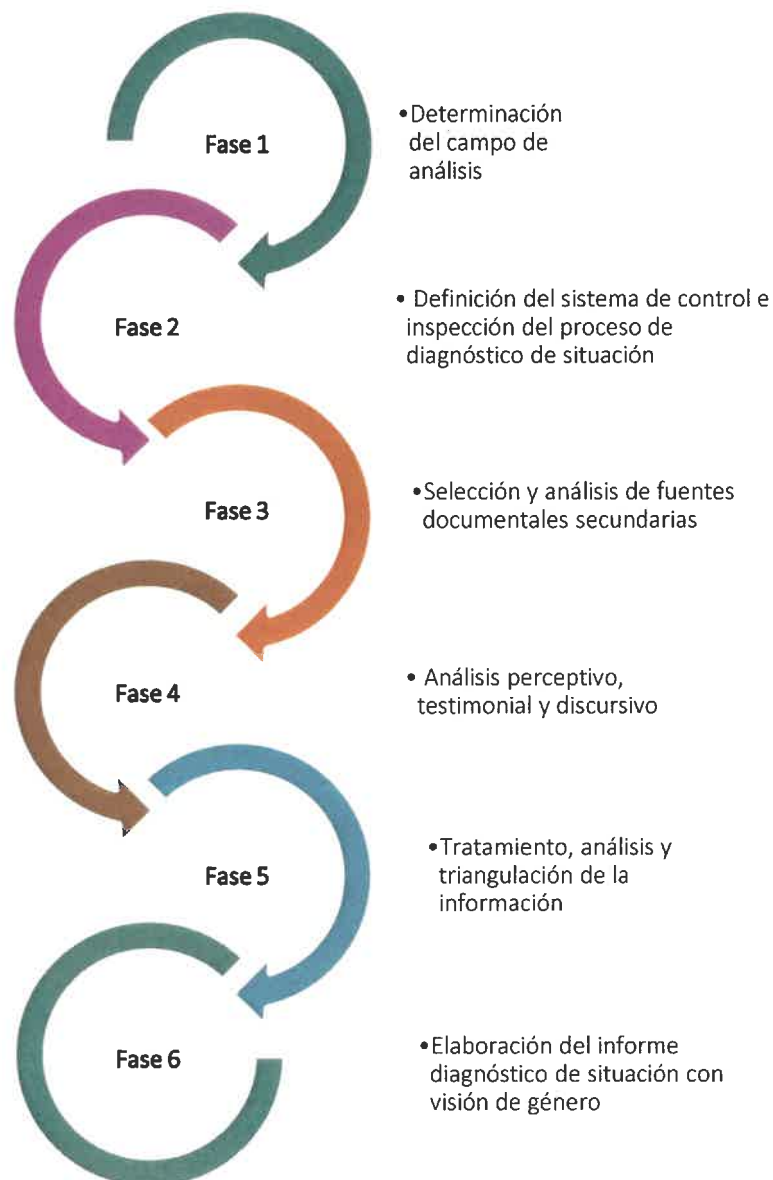 Fase 1
•Determinación
del campo de
análisis
Fase 2
• Definición del sistema de control e
inspección del proceso de
diagnóstico de situación
Fase 3
•Selección y análisis de fuentes
documentales secundarias
Fase 4
• Análisis perceptivo,
testimonial y discursivo
Fase 5
•Tratamiento, análisis y
triangulación de la
información
Fase 6
•Elaboración del informe
diagnóstico de situación con
visión de género